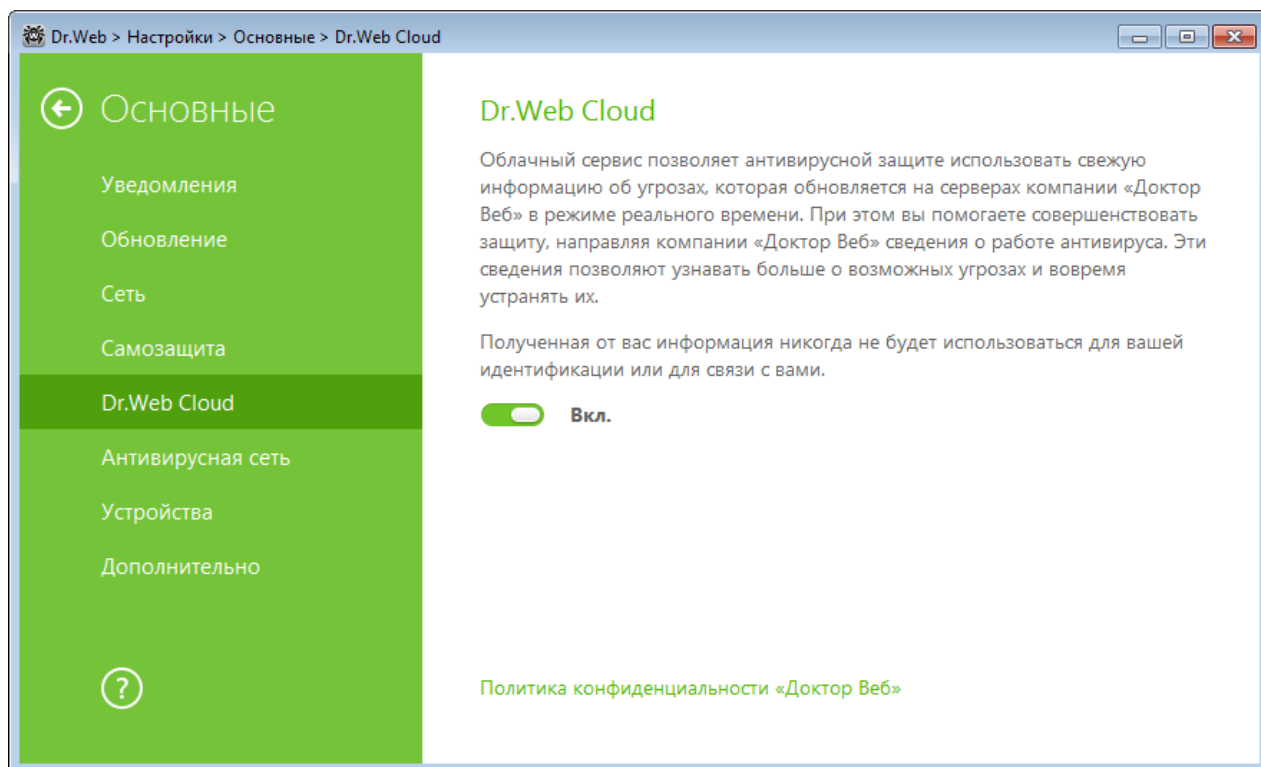 Dr.Web > Настройки > Основные > Dr.Web Cloud
Основные
Уведомления
Обновление
Сеть
Самозащита
Dr.Web Cloud
Антивирусная сеть
Устройства
Дополнительно
?
Dr.Web Cloud
Облачный сервис позволяет антивирусной защите использовать свежую
информацию об угрозах, которая обновляется на серверах компании «Доктор
Веб» в режиме реального времени. При этом вы помогаете совершенствовать
защиту, направляя компании «Доктор Веб» сведения о работе антивируса. Эти
сведения позволяют узнавать больше о возможных угрозах и вовремя
устранять их.
Полученная от вас информация никогда не будет использоваться для вашей
идентификации или для связи с вами.
Вкл.
Политика конфиденциальности «Доктор Веб»